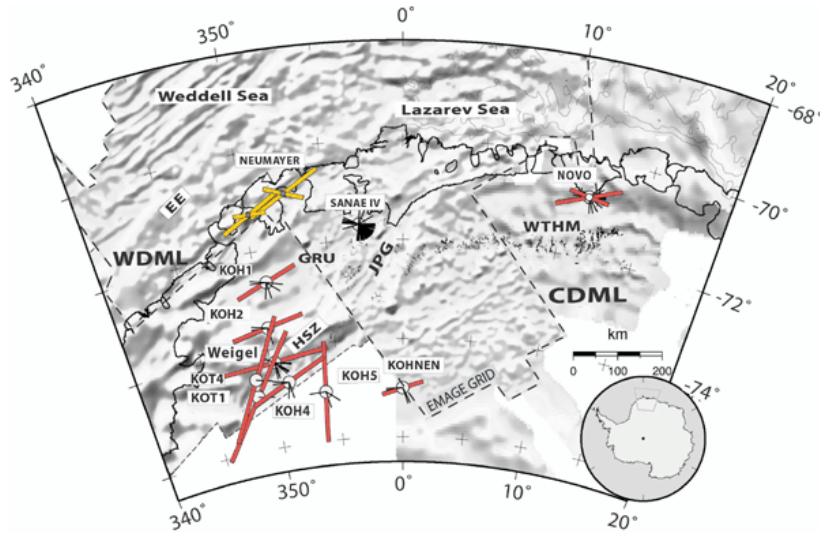 0°
350°
10°
340°
20°
-68°
Weddell Sea
Lazarev Sea
NEUMAYER
NOVO
EE
SANAE IV
-70°
WTHM
WDML
GRU
JPG
KOH1
CDML
-72°
KOH2
HSZ
km
Weigel
0 100 200
KOHNEN
KOT4
KOH5
-74°
KOT1
EMAGE GRID
KOH4
350°
0°
10°
340°
20°